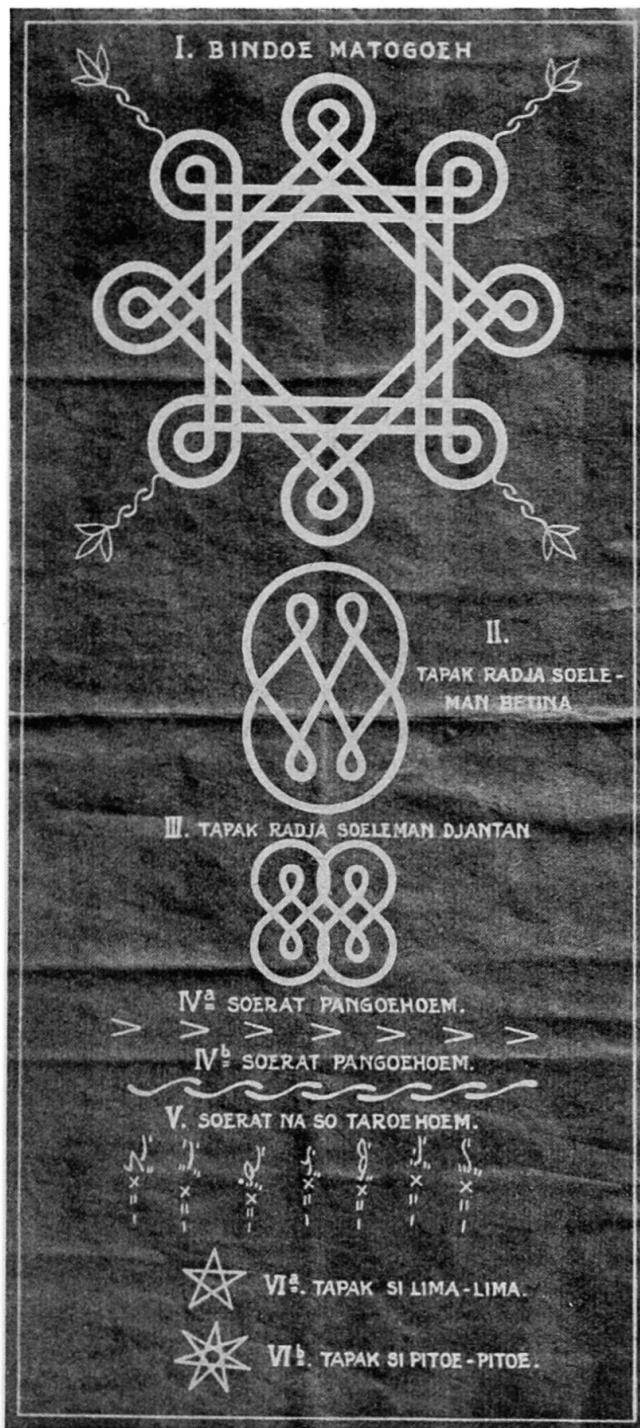 I. BINDOE MATOGOEH
II.
TAPAK RADJA SOELE-
MAN BETINA
III. TAPAK RADJA SOELEMAN DJANTAN
IVª SOERAT PANGOEHOEM.
IVᵇ SOERAT PANGOEHOEM.
V. SOERAT NA SO TAROEHOEM.
VIª. TAPAK SI LIMA-LIMA.
VIᵇ. TAPAK SI PITOE-PITOE.